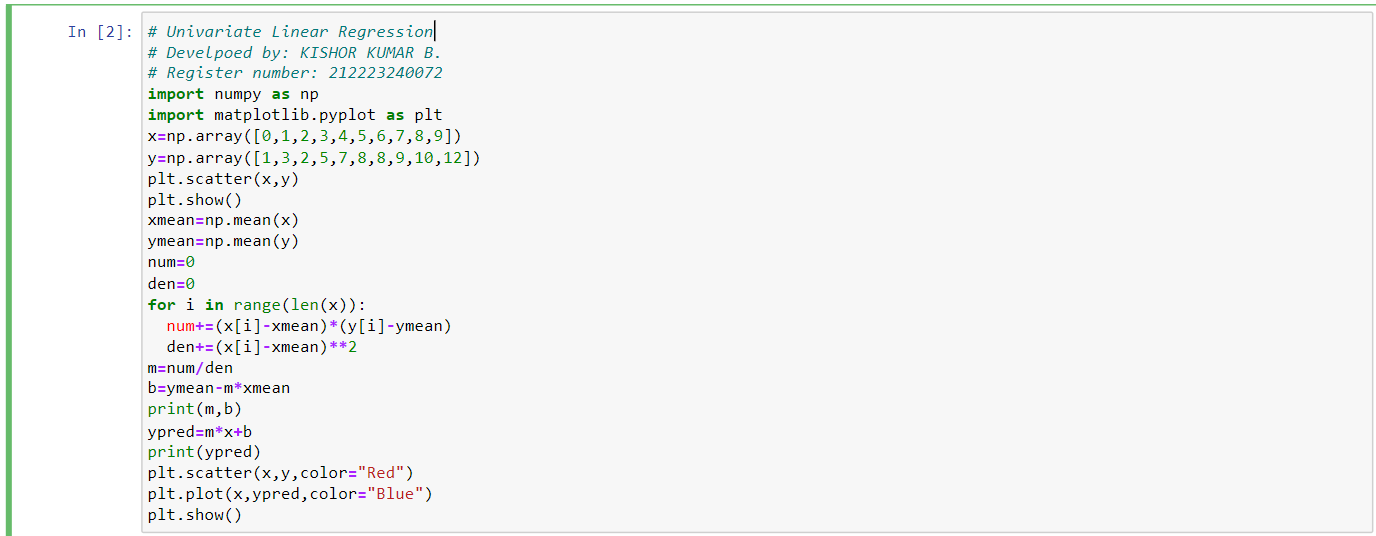 In [2]: # Univariate Linear Regression
# Develpoed by: KISHOR KUMAR B.
# Register number: 212223240072
import numpy as np
import matplotlib.pyplot as plt
x=np.array([0,1,2,3,4,5,6,7,8,9])
y=np.array([1,3,2,5,7,8,8,9,10,12])
plt.scatter(x,y)
plt.show()
xmean=np.mean(x)
ymean=np.mean(y)
num=0
den=0
for i in range(len(x)):
  num+=(x[i]-xmean)*(y[i]-ymean)
  den+=(x[i]-xmean)**2
m=num/den
b=ymean-m*xmean
print(m,b)
ypred=m*x+b
print(ypred)
plt.scatter(x,y,color="Red")
plt.plot(x,ypred,color="Blue")
plt.show()